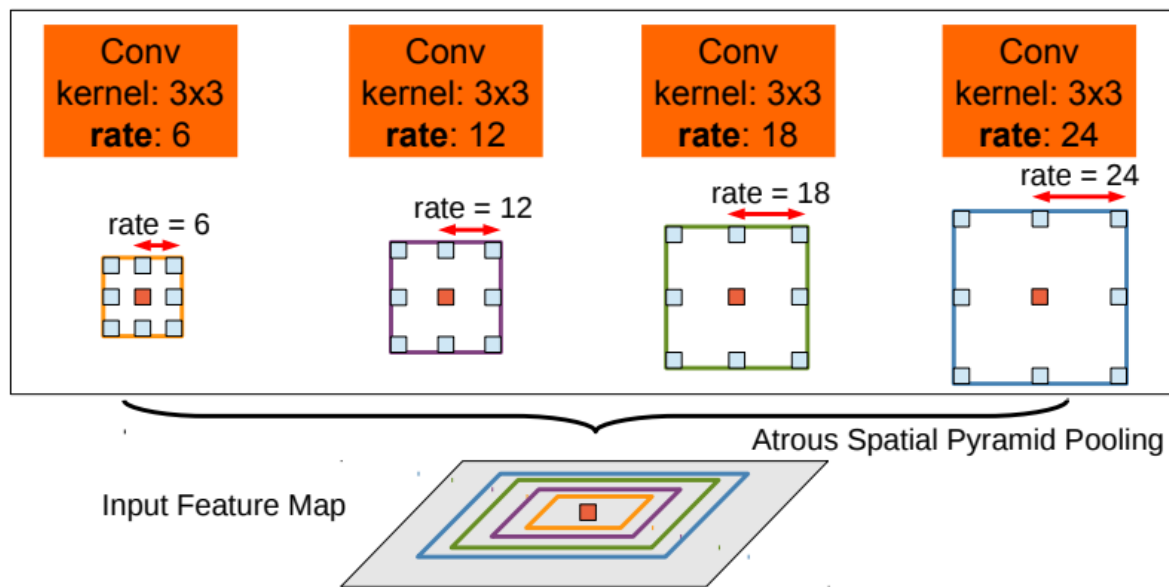 Conv
kernel: 3x3
rate: 6
Conv
kernel: 3x3
rate: 12
Conv
kernel: 3x3
rate: 18
Conv
kernel: 3x3
rate: 24
rate = 6
rate = 12
rate = 18
rate = 24
Atrous Spatial Pyramid Pooling
Input Feature Map